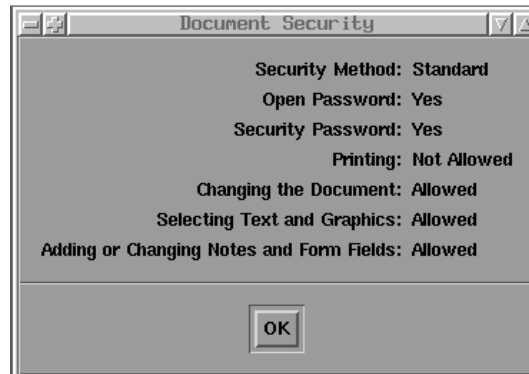 Document Security
Security Method: Standard
Open Password: Yes
Security Password: Yes
Printing: Not Allowed
Changing the Document: Allowed
Selecting Text and Graphics: Allowed
Adding or Changing Notes and Form Fields: Allowed
OK